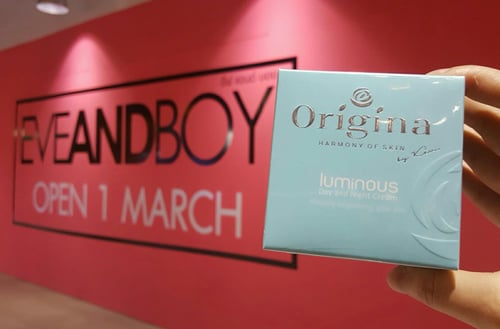 EVEANDBOY
OPEN 1 MARCH
Origina
HARMONY OF SKIN
luminous
Day and Night Cream